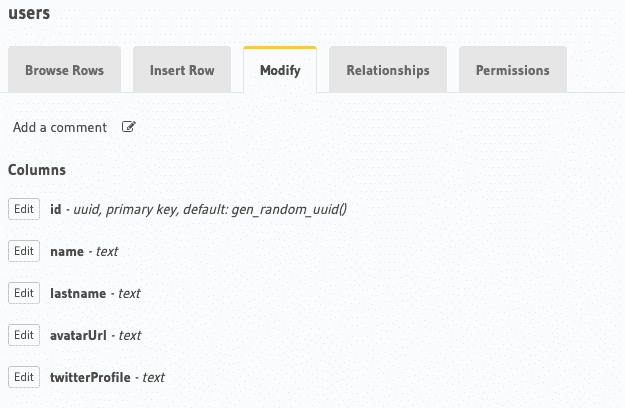 users
Browse Rows Insert Row Modify Relationships Permissions
Add a comment
Columns
Edit id - uuid, primary key, default: gen_random_uuid()
Edit name - text
Edit lastname - text
Edit avatarUrl - text
Edit twitterProfile - text